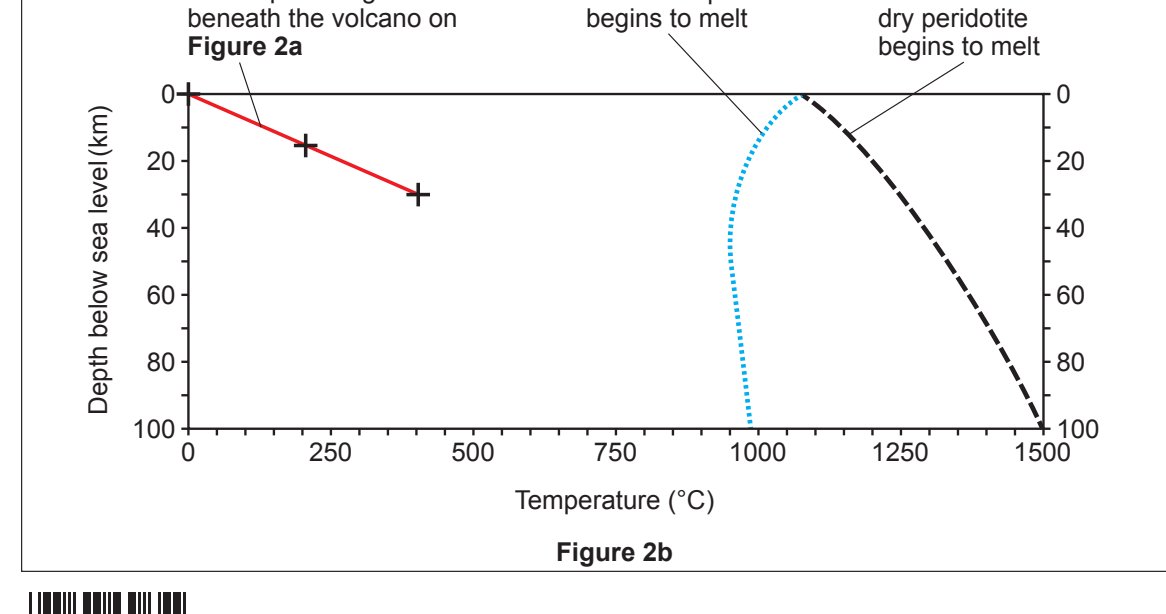 beneath the volcano on
Figure 2a
begins to melt
dry peridotite
begins to melt
Depth below sea level (km)
0
20
40
60
80
100
0
20
40
60
80
100
0 250 500 750 1000 1250 1500
Temperature (°C)
Figure 2b